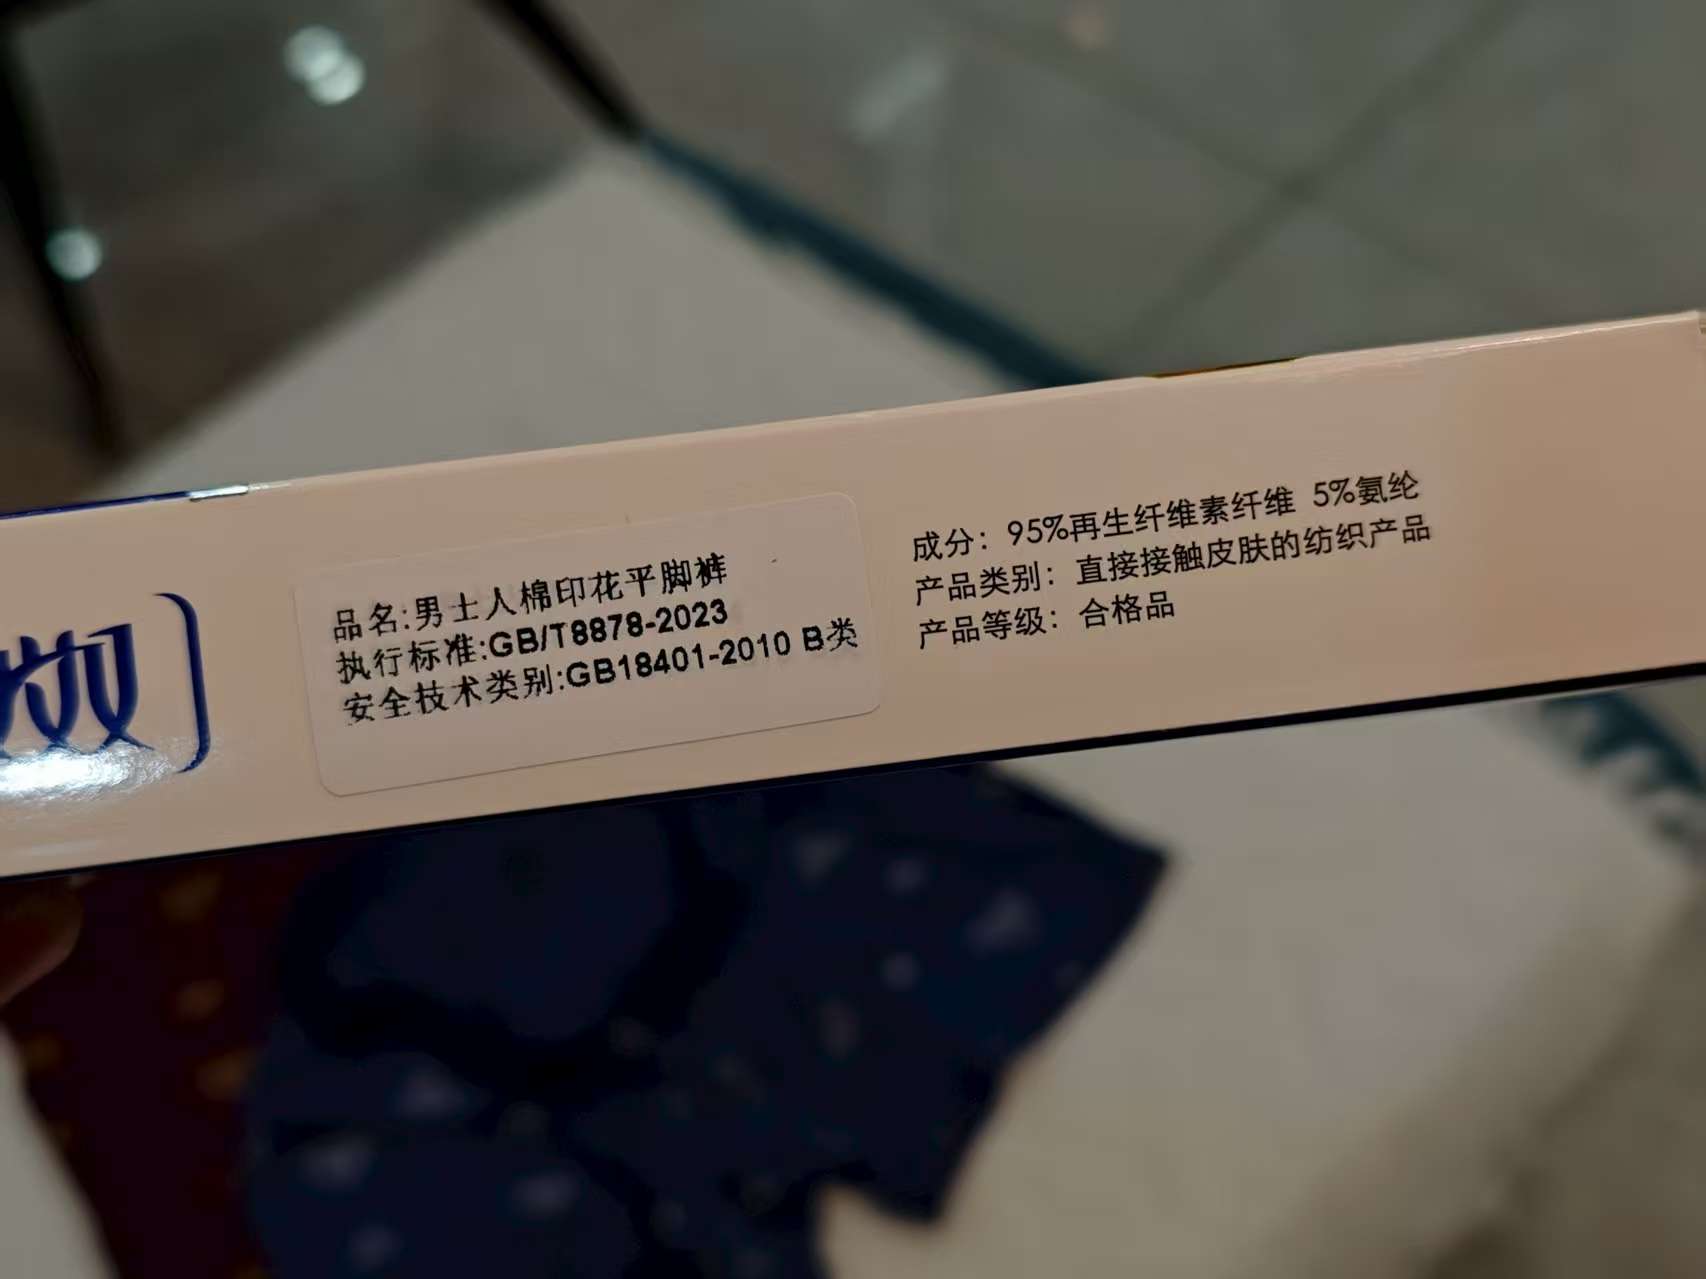 品名:男士人棉印花平脚裤
执行标准:GB/T8878-2023
安全技术类别:GB18401-2010 B类
成分：95%再生纤维素纤维 5%氨纶
产品类别：直接接触皮肤的纺织产品
产品等级：合格品